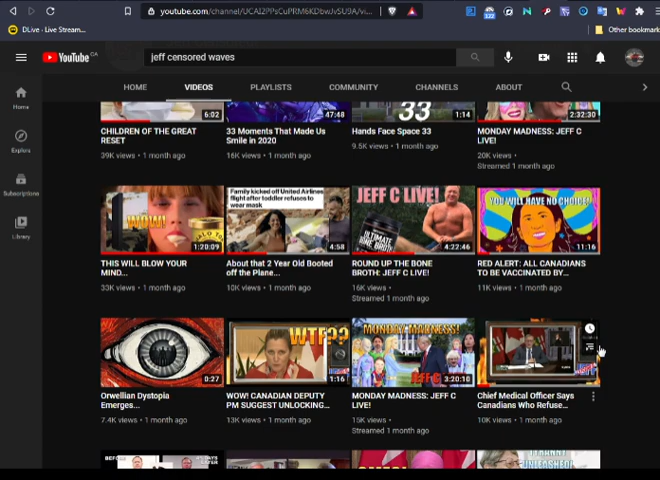 youtube.com/channel/UCAI2PPsCuPRM6KDbwJvSU9A/vi...
DLive - Live Stream...
Other bookmark
YouTube CA
jeff censored waves
HOME VIDEOS PLAYLISTS COMMUNITY CHANNELS ABOUT
Home
Explore
Subscriptions
Library
6:02
47:48
33
1:14
2:32:30
CHILDREN OF THE GREAT
RESET
39K views • 1 month ago
33 Moments That Made Us
Smile in 2020
16K views • 1 month ago
Hands Face Space 33
9.5K views • 1 month ago
MONDAY MADNESS: JEFF C
LIVE!
20K views •
Streamed 1 month ago
WOW!
1:20:09
Family kicked off United Airlines
flight after toddler refuses to
wear mask
4:58
JEFF C LIVE!
ULTIMATE
BONE BROTH!
4:22:46
YOU WILL HAVE NO CHOICE!
11:16
THIS WILL BLOW YOUR
MIND...
33K views • 1 month ago
About that 2 Year Old Booted
off the Plane...
10K views • 1 month ago
ROUND UP THE BONE
BROTH: JEFF C LIVE!
16K views •
Streamed 1 month ago
RED ALERT: ALL CANADIANS
TO BE VACCINATED BY...
11K views • 1 month ago
0:27
WTF??
1:16
MONDAY MADNESS!
JEFF C
3:20:10
Orwellian Dystopia
Emerges...
7.4K views • 1 month ago
WOW! CANADIAN DEPUTY
PM SUGGEST UNLOCKING...
13K views • 1 month ago
MONDAY MADNESS: JEFF C
LIVE!
15K views •
Streamed 1 month ago
Chief Medical Officer Says
Canadians Who Refuse...
10K views • 1 month ago